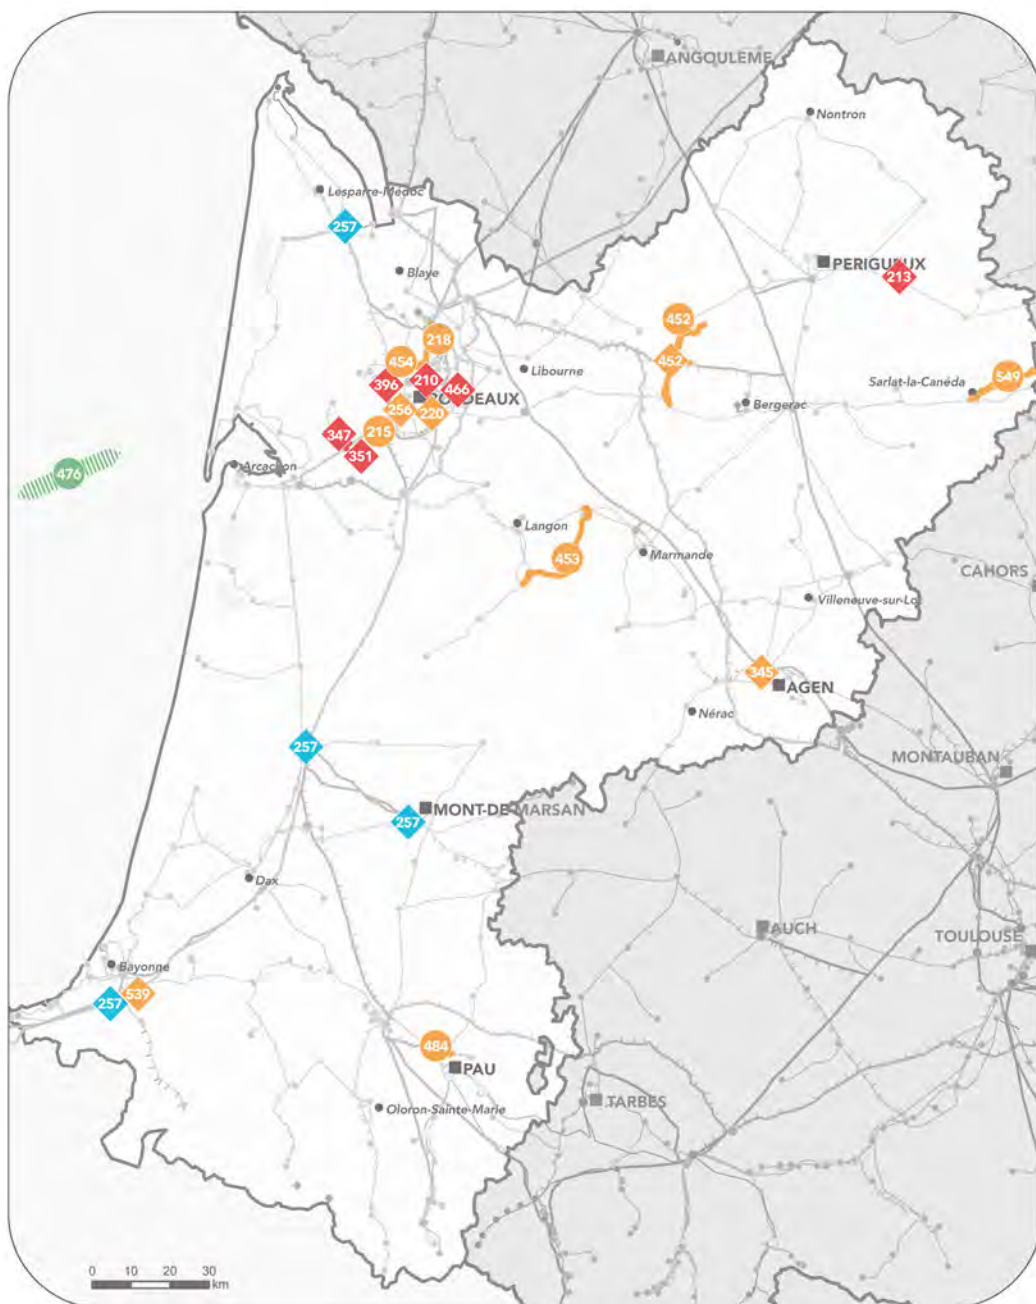 ANGOULÊME
Nontron
Lesparre-Médoc
257
PERIGUEUX
213
Blaye
452
218
454
452
Libourne
549
Sarlat-la-Canéda
396
210
466
BORDEAUX
Bergerac
256
220
215
347
351
Arcachon
476
Langon
453
Marmande
CAHORS
Villeneuve-sur-Lot
345
AGEN
Nérac
257
MONTAUBAN
MONT-DE-MARSAN
257
Dax
AUCH
TOULOUSE
Bayonne
539
257
484
PAU
TARBES
Oloron-Sainte-Marie
0 10 20 30
km